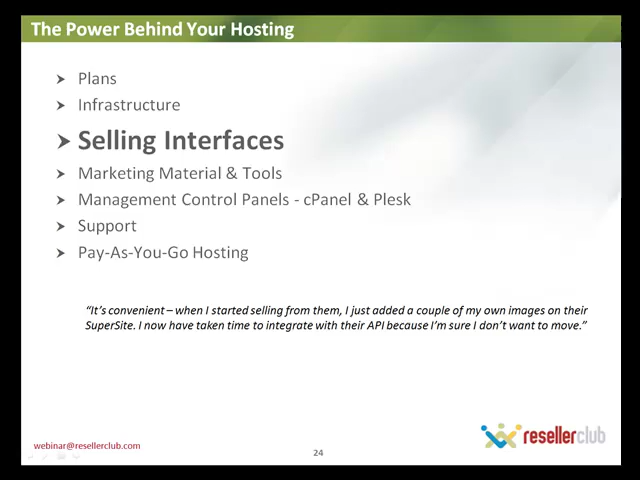 The Power Behind Your Hosting
Plans
Infrastructure
Selling Interfaces
Marketing Material & Tools
Management Control Panels - cPanel & Plesk
Support
Pay-As-You-Go Hosting
“It’s convenient – when I started selling from them, I just added a couple of my own images on their
SuperSite. I now have taken time to integrate with their API because I’m sure I don’t want to move.”
webinar@resellerclub.com
24
resellerclub